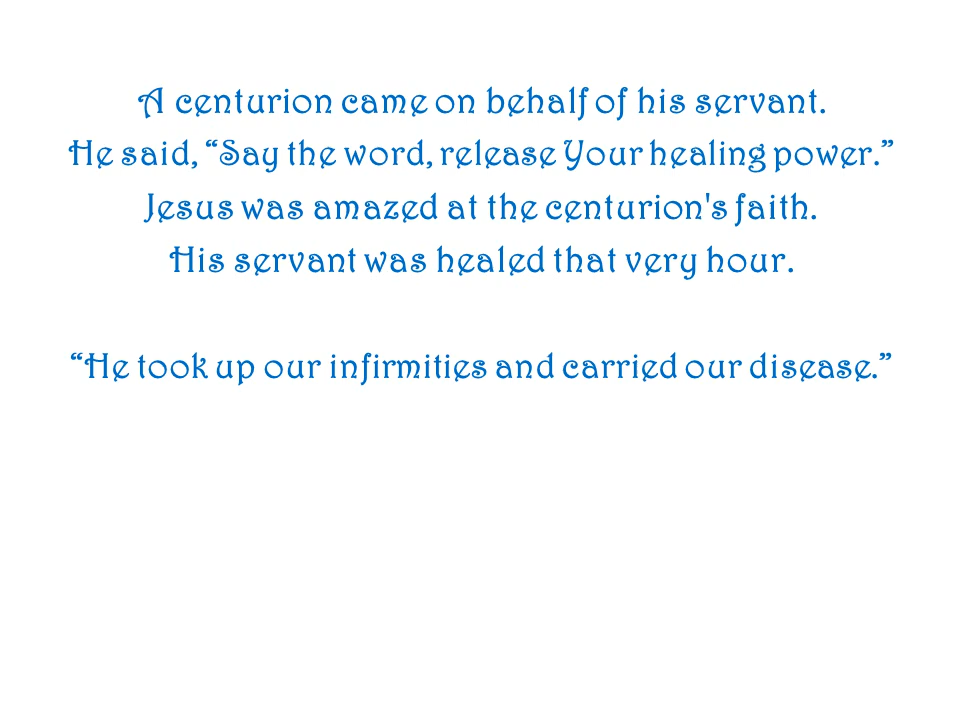 A centurion came on behalf of his servant.
He said, “Say the word, release Your healing power.”
Jesus was amazed at the centurion's faith.
His servant was healed that very hour.
“He took up our infirmities and carried our disease.”